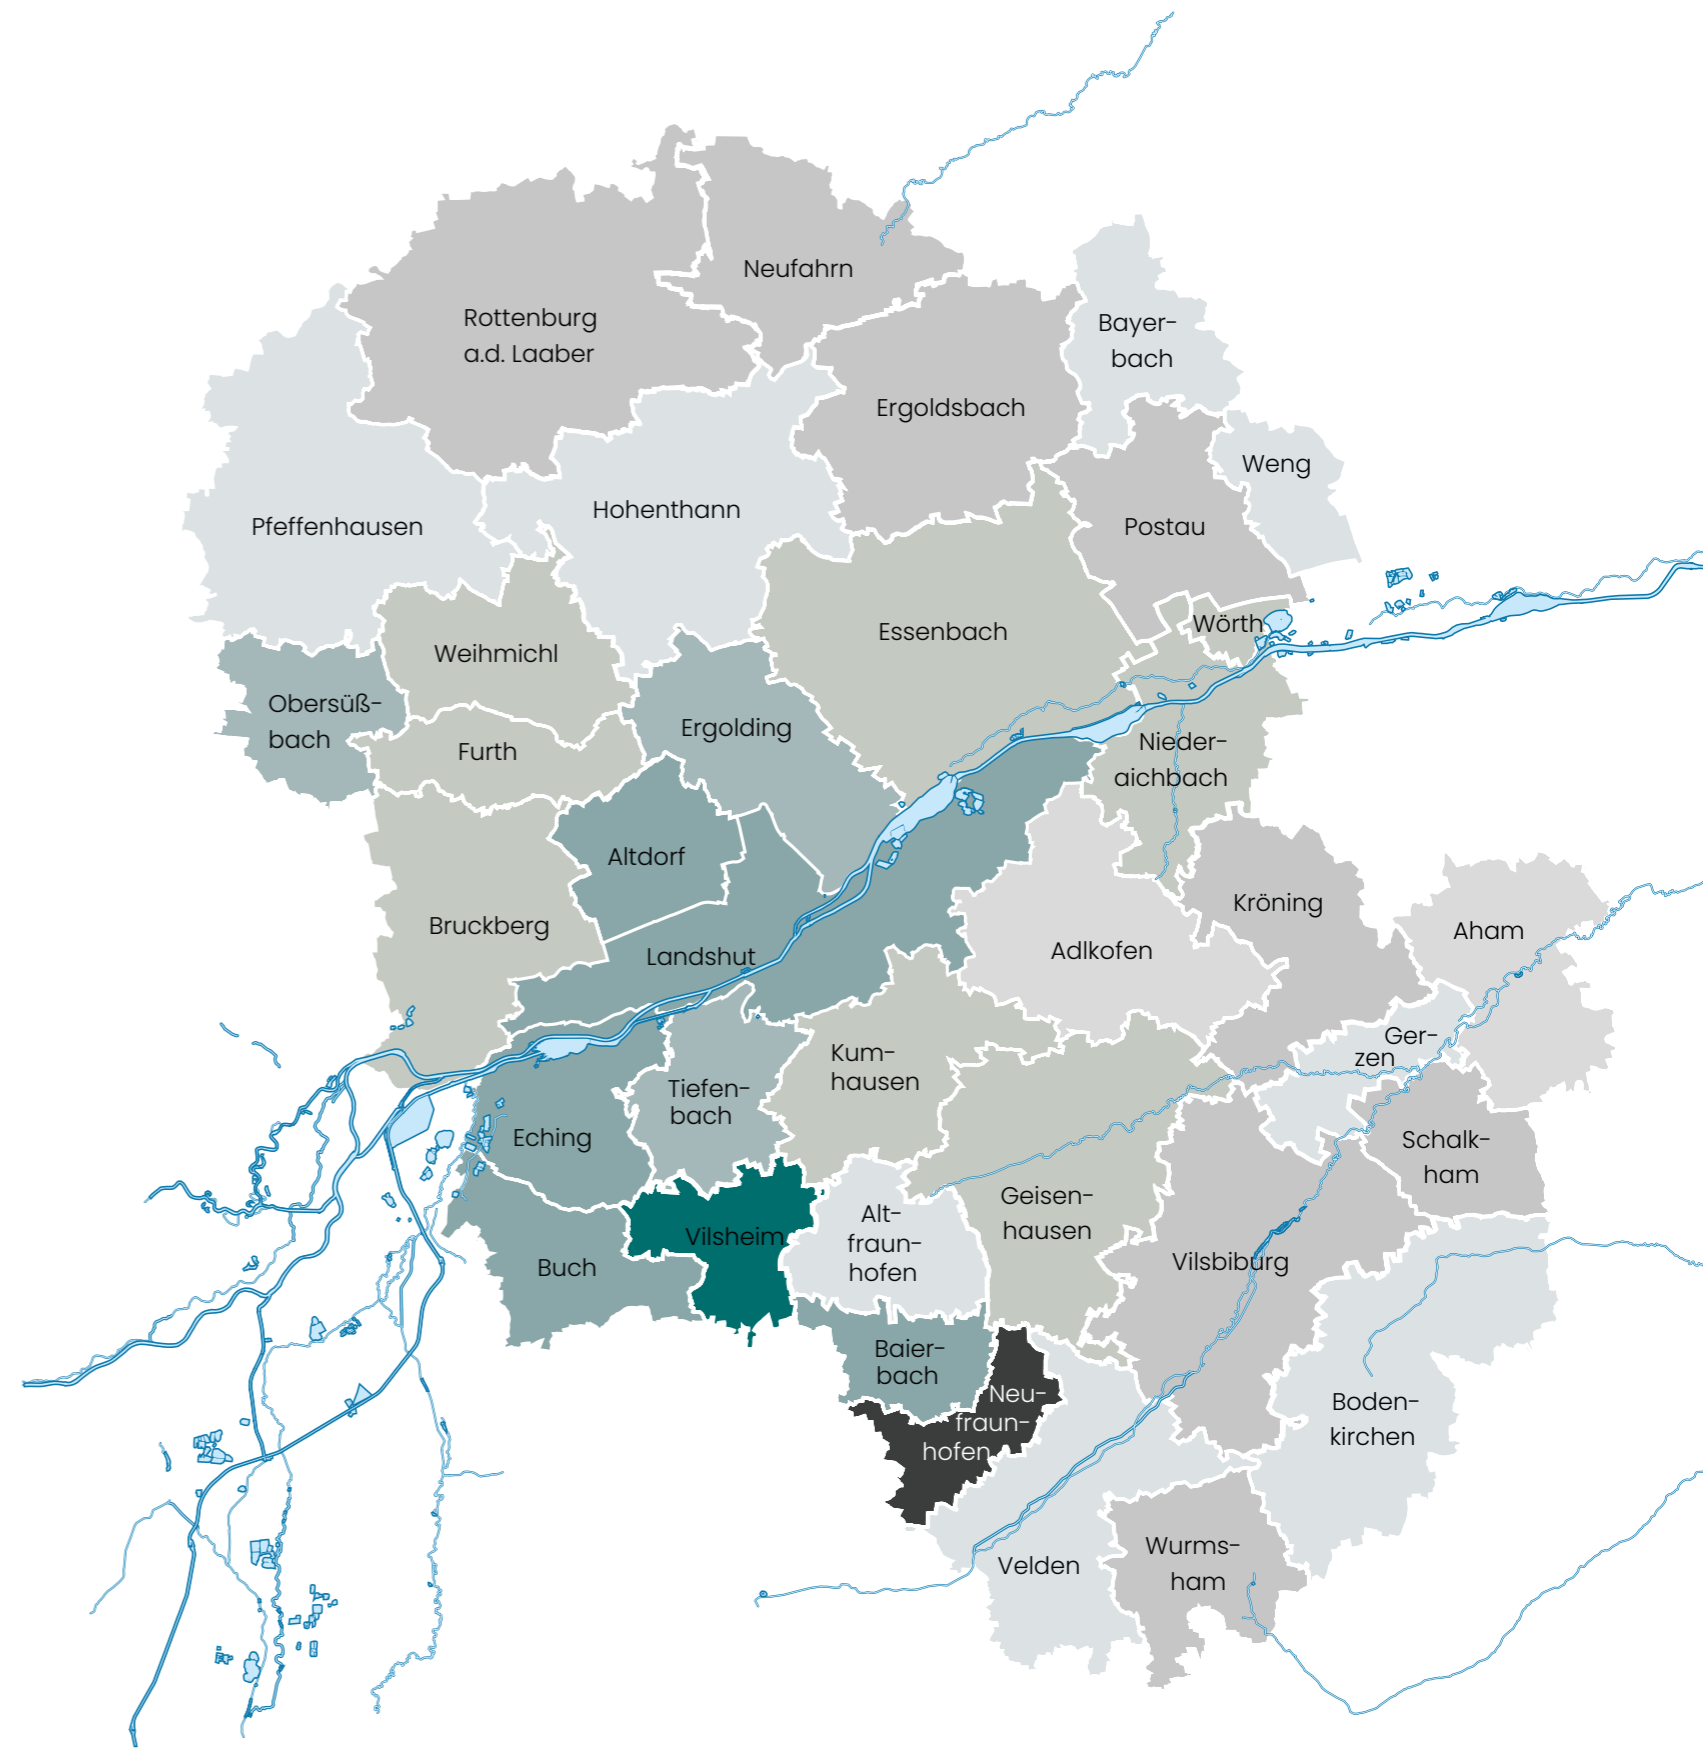 Neufahrn
Rottenburg
a.d. Laaber
Bayer-
bach
Ergoldsbach
Weng
Hohenthann
Pfeffenhausen
Postau
Wörth
Essenbach
Weihmichl
Obersüß-
bach
Ergolding
Furth
Nieder-
aichbach
Altdorf
Kröning
Bruckberg
Aham
Adlkofen
Landshut
Ger-
zen
Kum-
hausen
Tiefen-
bach
Eching
Schalk-
ham
Geisen-
hausen
Alt-
fraun-
hofen
Vilsheim
Vilsbiburg
Buch
Baier-
bach
Neu-
fraun-
hofen
Boden-
kirchen
Velden
Wurms-
ham